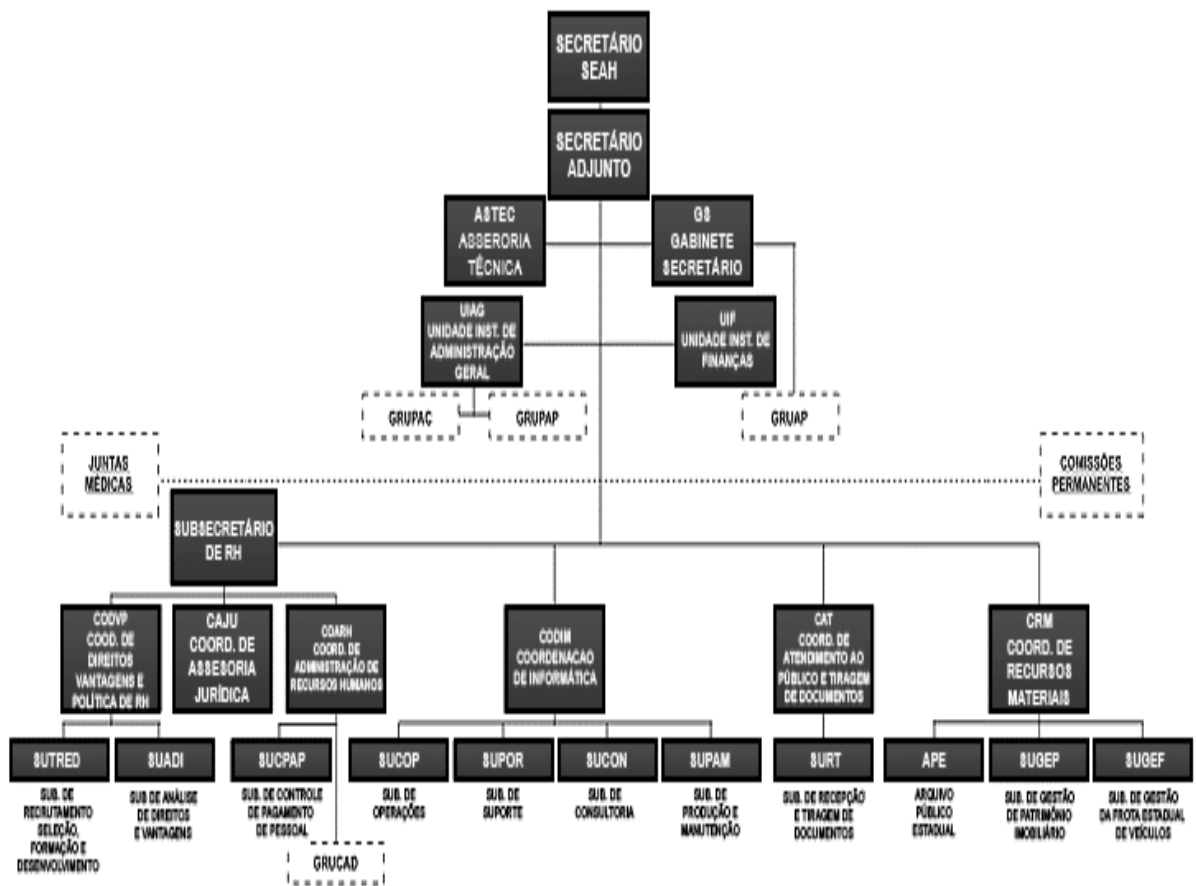 SECRETÁRIO
SEAH
SECRETÁRIO
ADJUNTO
ASTEC
ASSERORIA
TÉCNICA
GS
GABINETE
SECRETÁRIO
UIAG
UNIDADE INST. DE
ADMINISTRAÇÃO
GERAL
UIF
UNIDADE INST. DE
FINANÇAS
GRUPAC
GRUPAP
GRUAP
JUNTAS
MÉDICAS
COMISSÕES
PERMANENTES
SUBSECRETÁRIO
DE RH
CODVP
COOD. DE
DIREITOS
VANTAGENS E
POLÍTICA DE RH
CAJU
COORD. DE
ASSESORIA
JURÍDICA
COARH
COORD. DE
ADMINISTRAÇÃO DE
RECURSOS HUMANOS
CODIM
COORDENACAO
DE INFORMÁTICA
CAT
COORD. DE
ATENDIMENTO AO
PÚBLICO E TIRAGEM
DE DOCUMENTOS
CRM
COORD. DE
RECURSOS
MATERIAIS
SUTRED
SUADI
SUCPAP
SUCOP
SUPOR
SUCON
SUPAM
SURT
APE
SUGEP
SUGEF
SUB. DE
RECRUTAMENTO
SELEÇÃO,
FORMAÇÃO E
DESENVOLVIMENTO
SUB DE ANÁLISE
DE DIREITOS
E VANTAGENS
SUB. DE CONTROLE
DE PAGAMENTO
DE PESSOAL
SUB. DE
OPERAÇÕES
SUB. DE
SUPORTE
SUB. DE
CONSULTORIA
SUB. DE
PRODUÇÃO E
MANUTENÇÃO
SUB. DE RECEPÇÃO
E TIRAGEM DE
DOCUMENTOS
ARQUIVO
PÚBLICO
ESTADUAL
SUB. DE GESTÃO
DE PATRIMÔNIO
IMOBILIÁRIO
SUB. DE GESTÃO
DA FROTA ESTADUAL
DE VEÍCULOS
GRUCAD